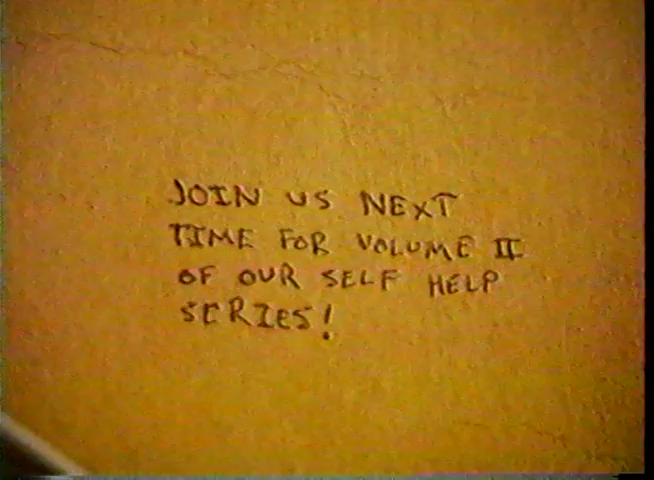 JOIN US NEXT
TIME FOR VOLUME II
OF OUR SELF HELP
SERIES!